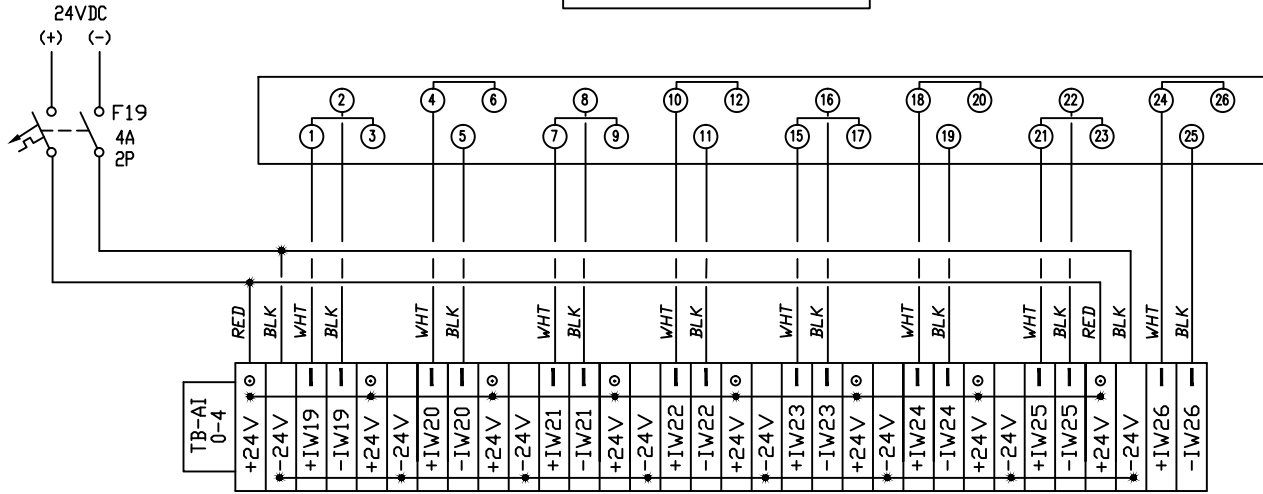 24VDC
(+) (-)
F19
4A
2P
2 4 6 8 10 12 16 18 20 22 24 26
1 3 5 7 9 11 15 17 19 21 23 25
RED BLK WHT BLK WHT BLK WHT BLK WHT BLK WHT BLK WHT BLK WHT BLK RED BLK WHT BLK
TB-AI
0-4
+24V -24V +IW19 -IW19 +24V -24V +IW20 -IW20 +24V -24V +IW21 -IW21 +24V -24V +IW22 -IW22 +24V -24V +IW23 -IW23 +24V -24V +IW24 -IW24 +24V -24V +IW25 -IW25 +24V -24V +IW26 -IW26